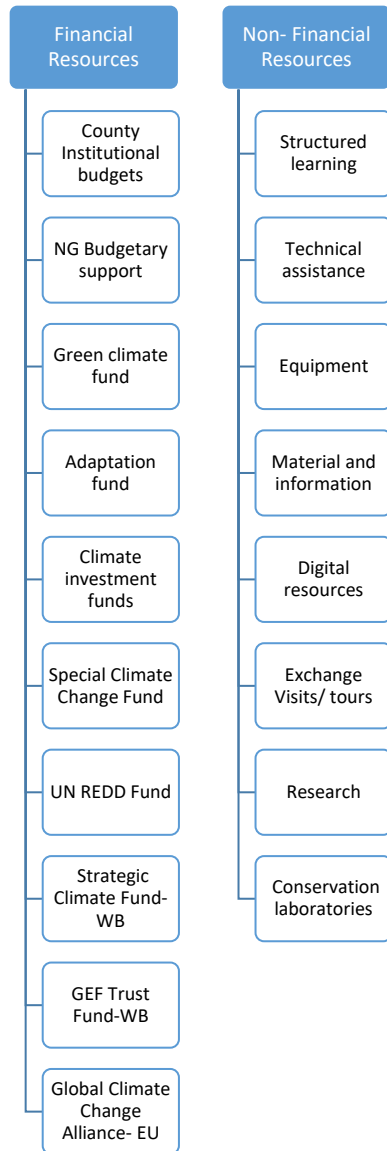 Financial
Resources
County
Institutional
budgets
NG Budgetary
support
Green climate
fund
Adaptation
fund
Climate
investment
funds
Special Climate
Change Fund
UN REDD Fund
Strategic
Climate Fund-
WB
GEF Trust
Fund-WB
Global Climate
Change
Alliance- EU
Non- Financial
Resources
Structured
learning
Technical
assistance
Equipment
Material and
information
Digital
resources
Exchange
Visits/ tours
Research
Conservation
laboratories